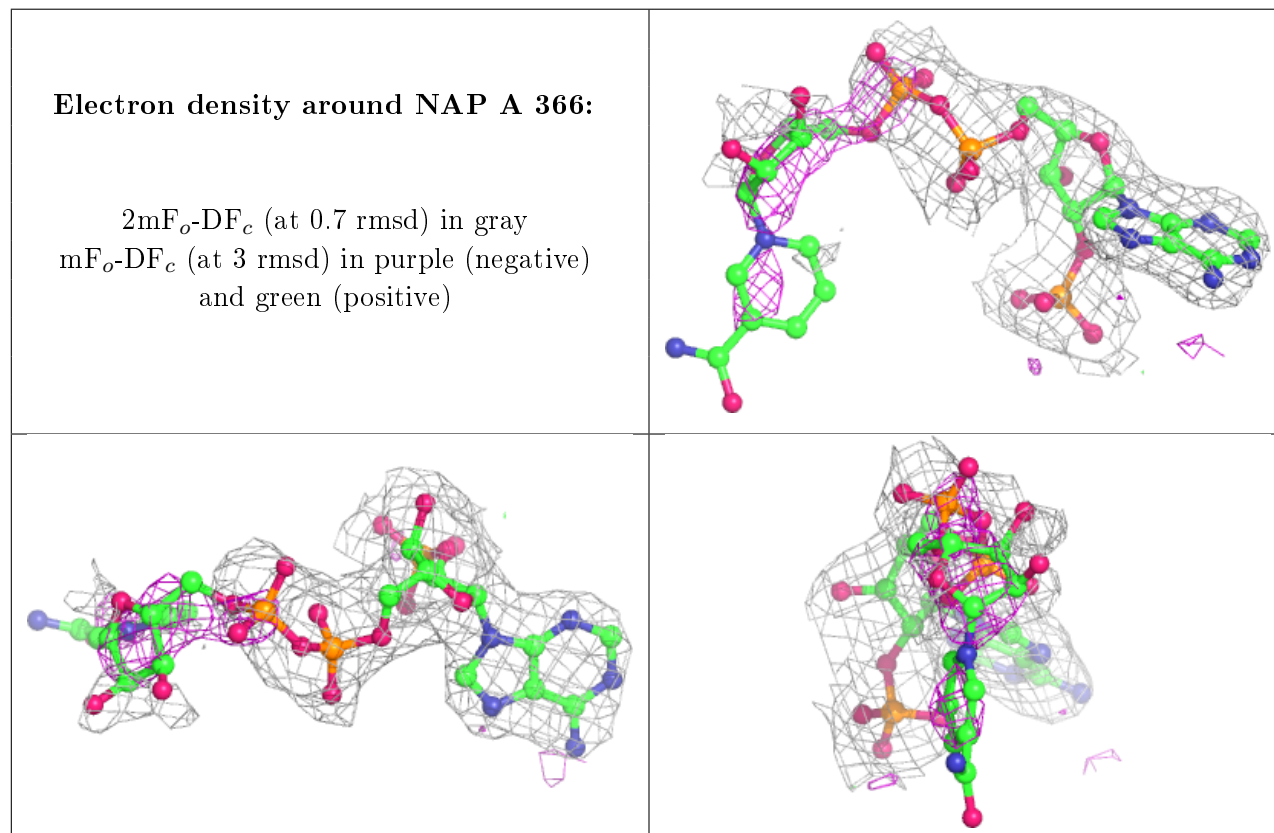 Electron density around NAP A 366:
2mFₒ-DF𝒸 (at 0.7 rmsd) in gray
mFₒ-DF𝒸 (at 3 rmsd) in purple (negative)
and green (positive)